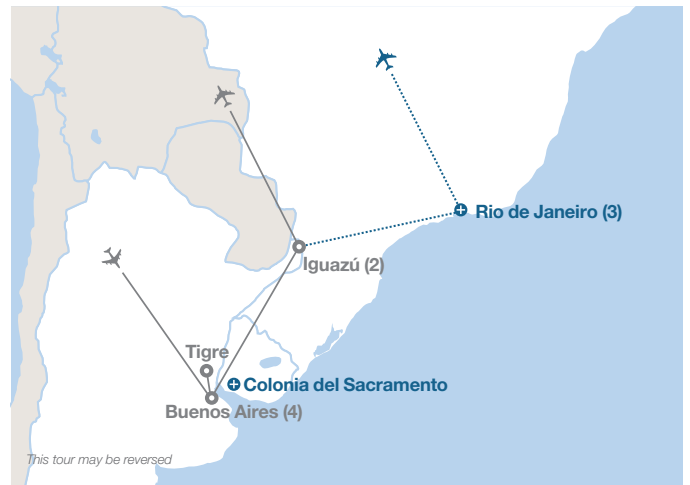 Rio de Janeiro (3)
Iguazú (2)
Tigre
Colonia del Sacramento
Buenos Aires (4)
This tour may be reversed